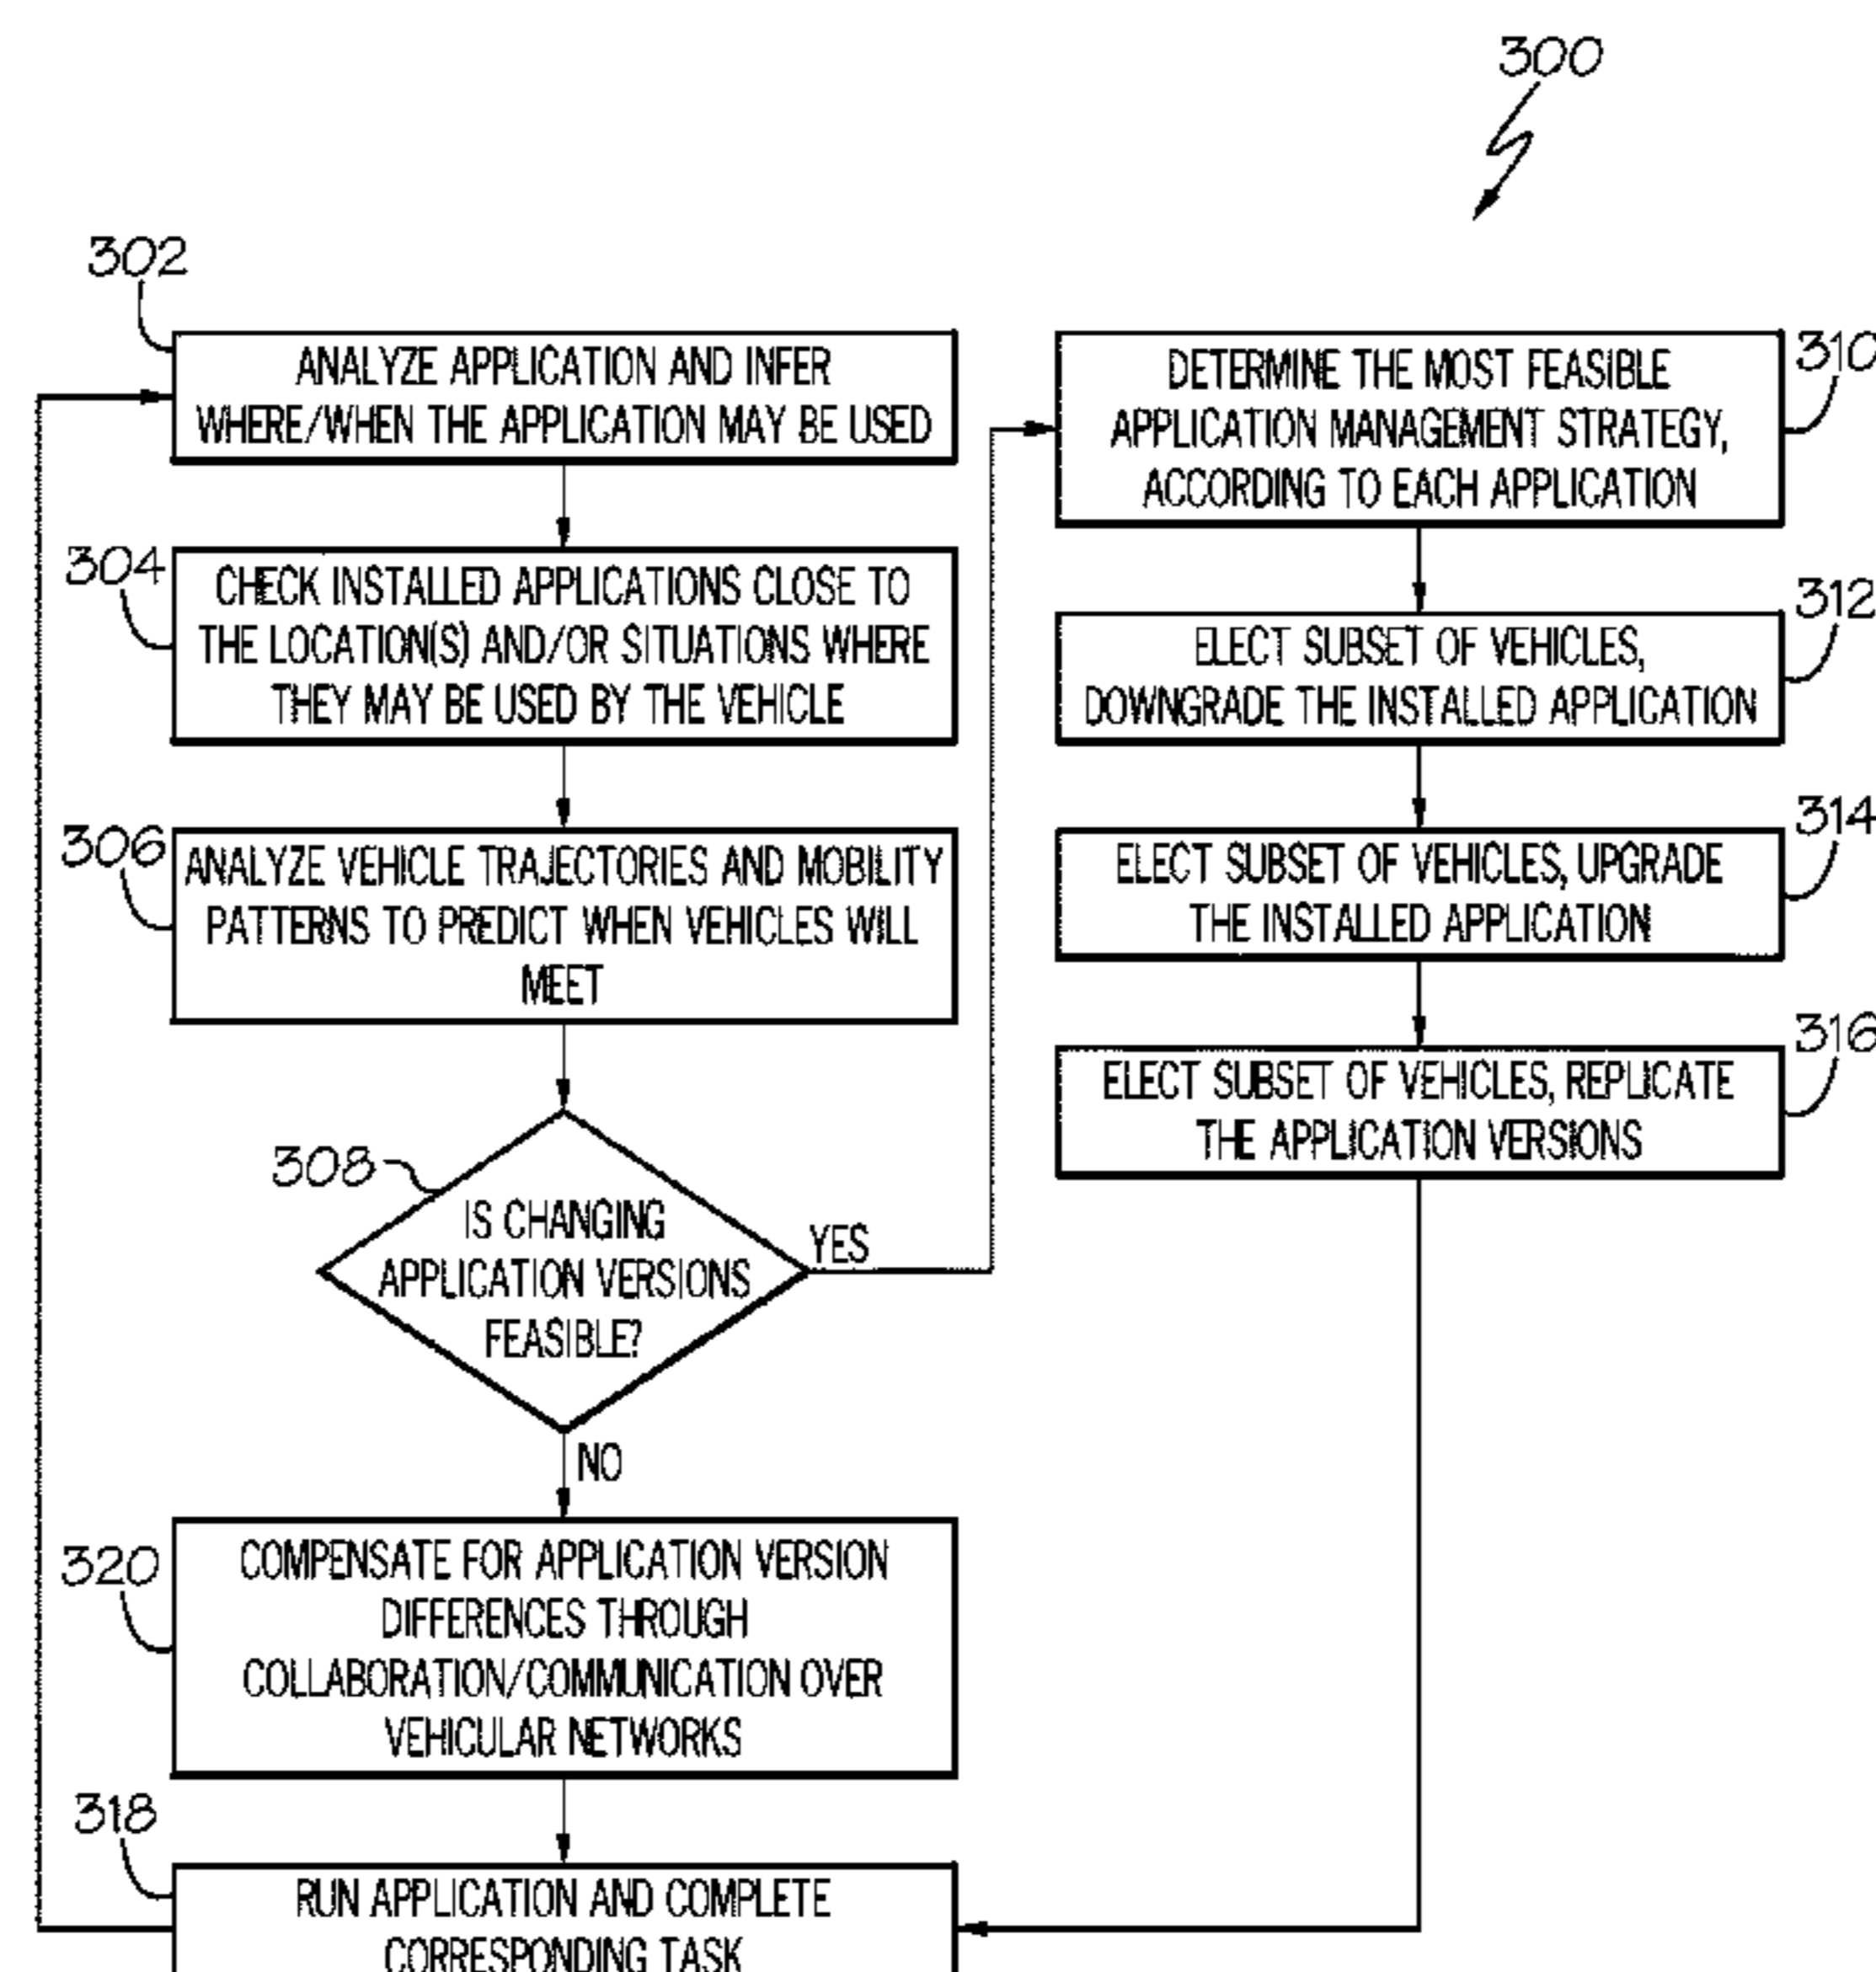 300
302
ANALYZE APPLICATION AND INFER
WHERE/WHEN THE APPLICATION MAY BE USED
304
CHECK INSTALLED APPLICATIONS CLOSE TO
THE LOCATION(S) AND/OR SITUATIONS WHERE
THEY MAY BE USED BY THE VEHICLE
306
ANALYZE VEHICLE TRAJECTORIES AND MOBILITY
PATTERNS TO PREDICT WHEN VEHICLES WILL
MEET
308
IS CHANGING
APPLICATION VERSIONS
FEASIBLE?
YES
NO
310
DETERMINE THE MOST FEASIBLE
APPLICATION MANAGEMENT STRATEGY,
ACCORDING TO EACH APPLICATION
312
ELECT SUBSET OF VEHICLES,
DOWNGRADE THE INSTALLED APPLICATION
314
ELECT SUBSET OF VEHICLES, UPGRADE
THE INSTALLED APPLICATION
316
ELECT SUBSET OF VEHICLES, REPLICATE
THE APPLICATION VERSIONS
320
COMPENSATE FOR APPLICATION VERSION
DIFFERENCES THROUGH
COLLABORATION/COMMUNICATION OVER
VEHICULAR NETWORKS
318
RUN APPLICATION AND COMPLETE
CORRESPONDING TASK